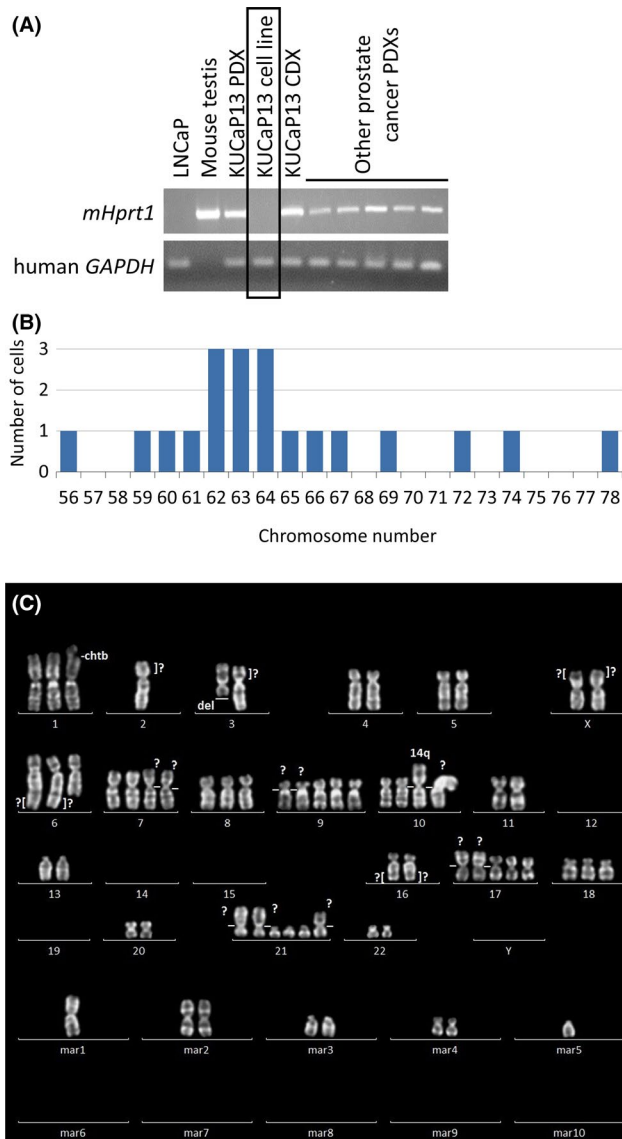 (A)
LNCaP
Mouse testis
KUCaP13 PDX
KUCaP13 cell line
KUCaP13 CDX
Other prostate
cancer PDXs
mHprt1
human GAPDH
(B)
Number of cells
3
2
1
0
56 57 58 59 60 61 62 63 64 65 66 67 68 69 70 71 72 73 74 75 76 77 78
Chromosome number
(C)
-chtb ]? ]? ?[ ]?
del
1 2 3 4 5 X
14q
? ? ? ? ?
?[ ]?
6 7 8 9 10 11 12
? ?
?[ ]?
13 14 15 16 17 18
? ?
19 20 21 22 Y
mar1 mar2 mar3 mar4 mar5
mar6 mar7 mar8 mar9 mar10